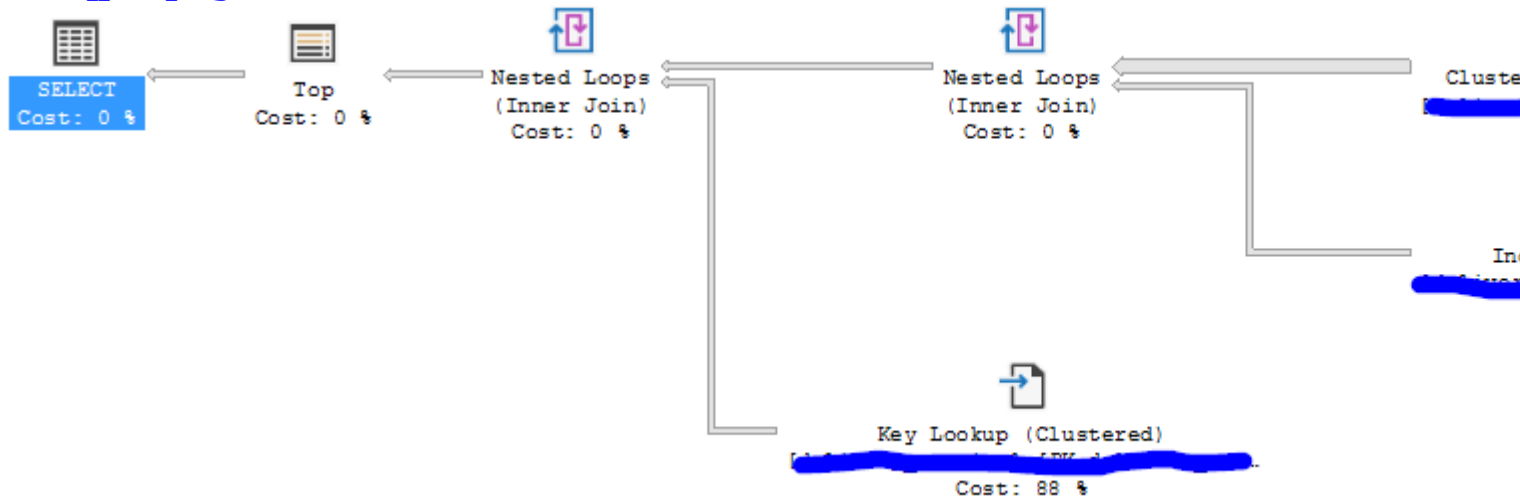 SELECT
Cost: 0 %
Top
Cost: 0 %
Nested Loops
(Inner Join)
Cost: 0 %
Nested Loops
(Inner Join)
Cost: 0 %
Cluste
Key Lookup (Clustered)
Cost: 88 %